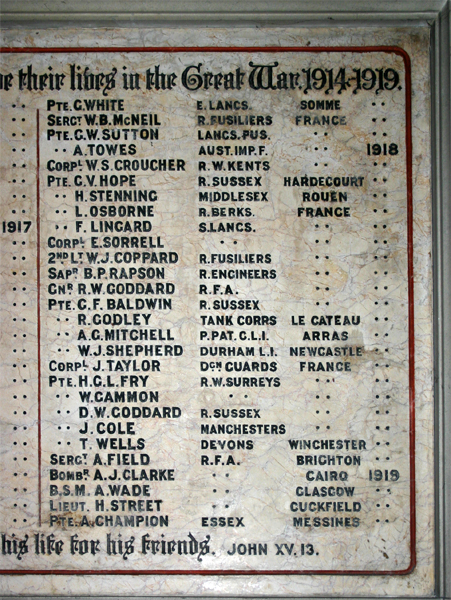 ve their lives in the Great War, 1914-1919.
" " PTE. G. WHITE E. LANCS. SOMME " "
" " SERGT W. B. McNEIL R. FUSILIERS FRANCE " "
" " PTE. G. W. SUTTON LANCS. FUS. " " " "
" " " " A. TOWES AUST. IMP. F. " " 1918
" " CORPL W. S. CROUCHER R. W. KENTS " " " "
" " PTE. G. V. HOPE R. SUSSEX HARDECOURT " "
" " " " H. STENNING MIDDLESEX ROUEN " "
" " " " L. OSBORNE R. BERKS. FRANCE " "
1917 " " F. LINGARD S. LANCS. " " " "
" " CORPL E. SORRELL " " " " " "
" " 2ND LT W. J. COPPARD R. FUSILIERS " " " "
" " SAPR B. P. RAPSON R. ENGINEERS " " " "
" " GNR R. W. GODDARD R. F. A. " " " "
" " PTE. G. F. BALDWIN R. SUSSEX " " " "
" " " " R. GODLEY TANK CORPS LE CATEAU " "
" " " " A. G. MITCHELL P. PAT. C. L. I. ARRAS " "
" " " " W. J. SHEPHERD DURHAM L. I. NEWCASTLE " "
" " CORPL J. TAYLOR DGN GUARDS FRANCE " "
" " PTE. H. G. L. FRY R. W. SURREYS " " " "
" " " " W. GAMMON " " " " " "
" " " " D. W. GODDARD R. SUSSEX " " " "
" " " " J. COLE MANCHESTERS " " " "
" " " " T. WELLS DEVONS WINCHESTER " "
" " SERGT A. FIELD R. F. A. BRIGHTON " "
" " BOMBR A. J. CLARKE " " CAIRO 1919
" " B. S. M. A. WADE " " GLASGOW " "
" " LIEUT. H. STREET " " CUCKFIELD " "
" " PTE. A. CHAMPION ESSEX MESSINES " "
his life for his friends. JOHN XV. 13.